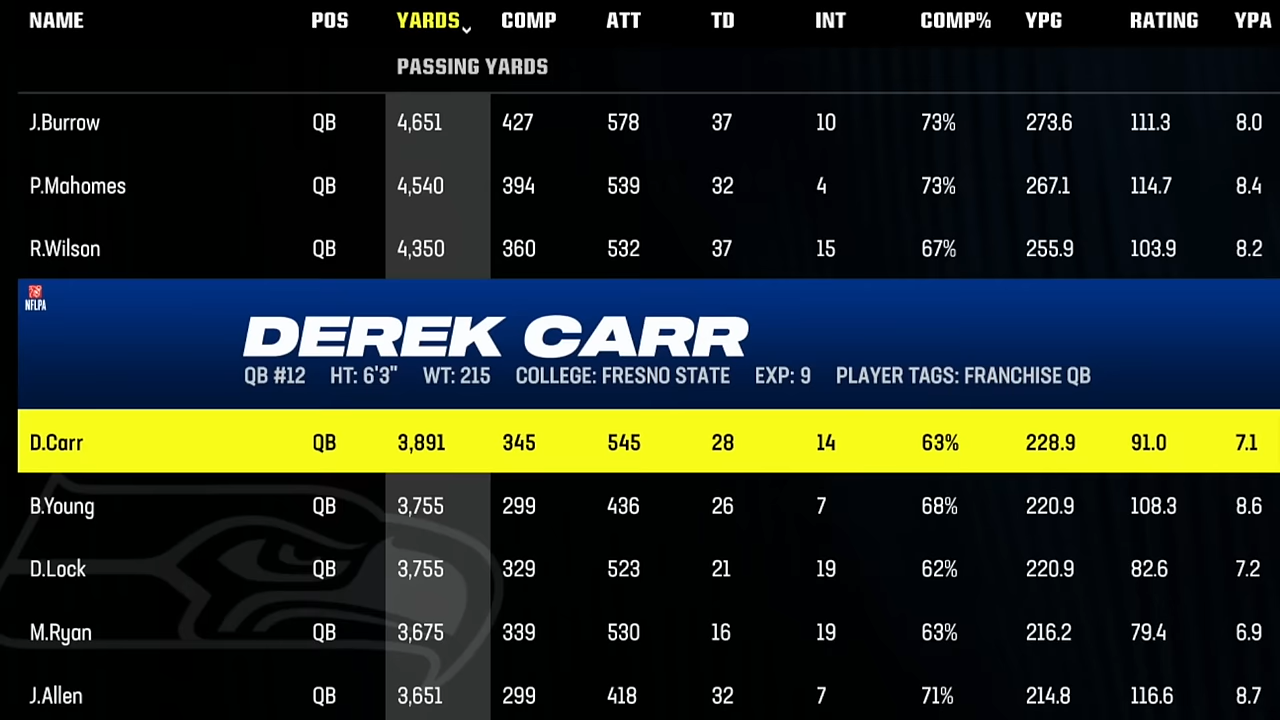 NAME POS YARDS COMP ATT TD INT COMP% YPG RATING YPA
PASSING YARDS
J.Burrow QB 4,651 427 578 37 10 73% 273.6 111.3 8.0
P.Mahomes QB 4,540 394 539 32 4 73% 267.1 114.7 8.4
R.Wilson QB 4,350 360 532 37 15 67% 255.9 103.9 8.2
NFLPA
DEREK CARR
QB #12 HT: 6'3" WT: 215 COLLEGE: FRESNO STATE EXP: 9 PLAYER TAGS: FRANCHISE QB
D.Carr QB 3,891 345 545 28 14 63% 228.9 91.0 7.1
B.Young QB 3,755 299 436 26 7 68% 220.9 108.3 8.6
D.Lock QB 3,755 329 523 21 19 62% 220.9 82.6 7.2
M.Ryan QB 3,675 339 530 16 19 63% 216.2 79.4 6.9
J.Allen QB 3,651 299 418 32 7 71% 214.8 116.6 8.7